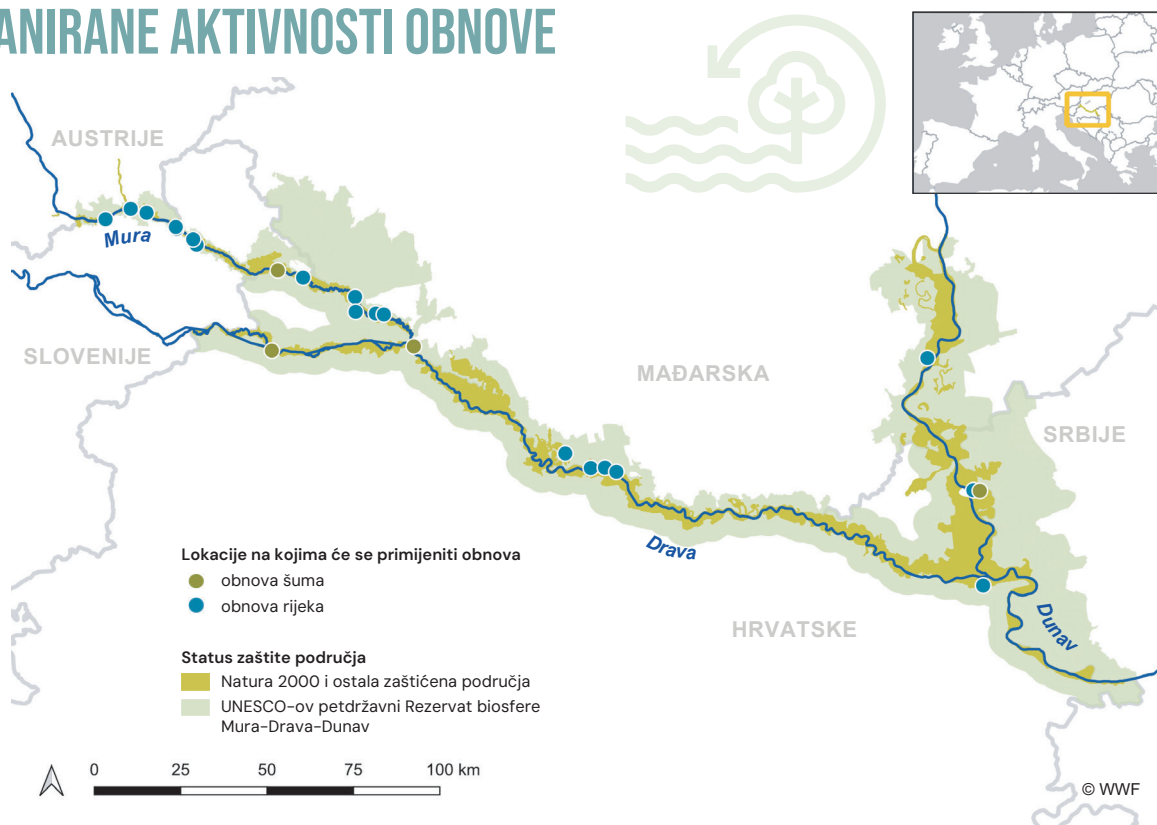 ANIRANE AKTIVNOSTI OBNOVE
AUSTRIJE
Mura
SLOVENIJE
MAĐARSKA
SRBIJE
Drava
HRVATSKE
Dunav
Lokacije na kojima će se primijeniti obnova
obnova šuma
obnova rijeka
Status zaštite područja
Natura 2000 i ostala zaštićena područja
UNESCO-ov petdržavni Rezervat biosfere
Mura-Drava-Dunav
0 25 50 75 100 km
© WWF